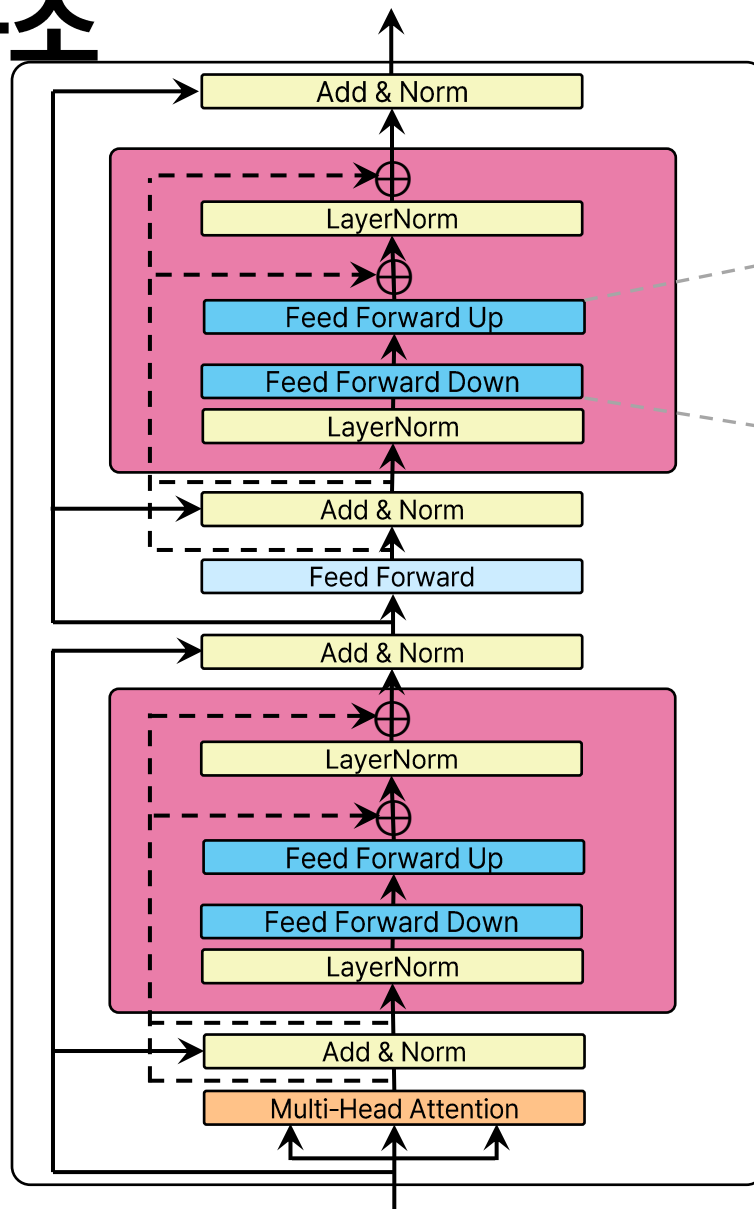 소
Add & Norm
LayerNorm
Feed Forward Up
Feed Forward Down
LayerNorm
Add & Norm
Feed Forward
Add & Norm
LayerNorm
Feed Forward Up
Feed Forward Down
LayerNorm
Add & Norm
Multi-Head Attention